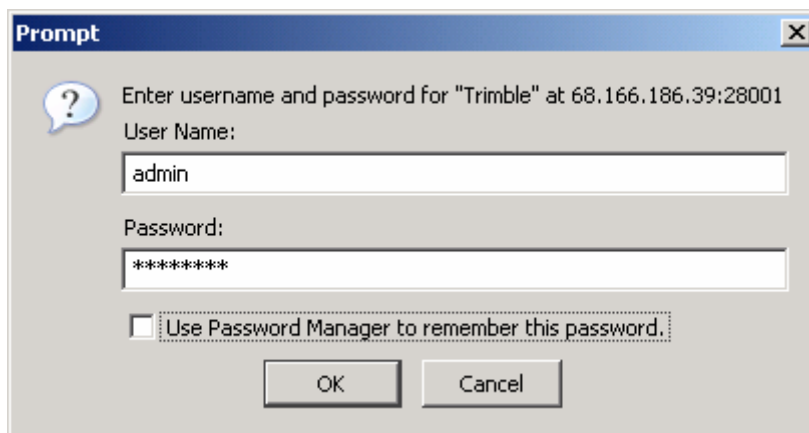 Prompt
Enter username and password for "Trimble" at 68.166.186.39:28001
User Name:
admin
Password:
********
Use Password Manager to remember this password.
OK
Cancel